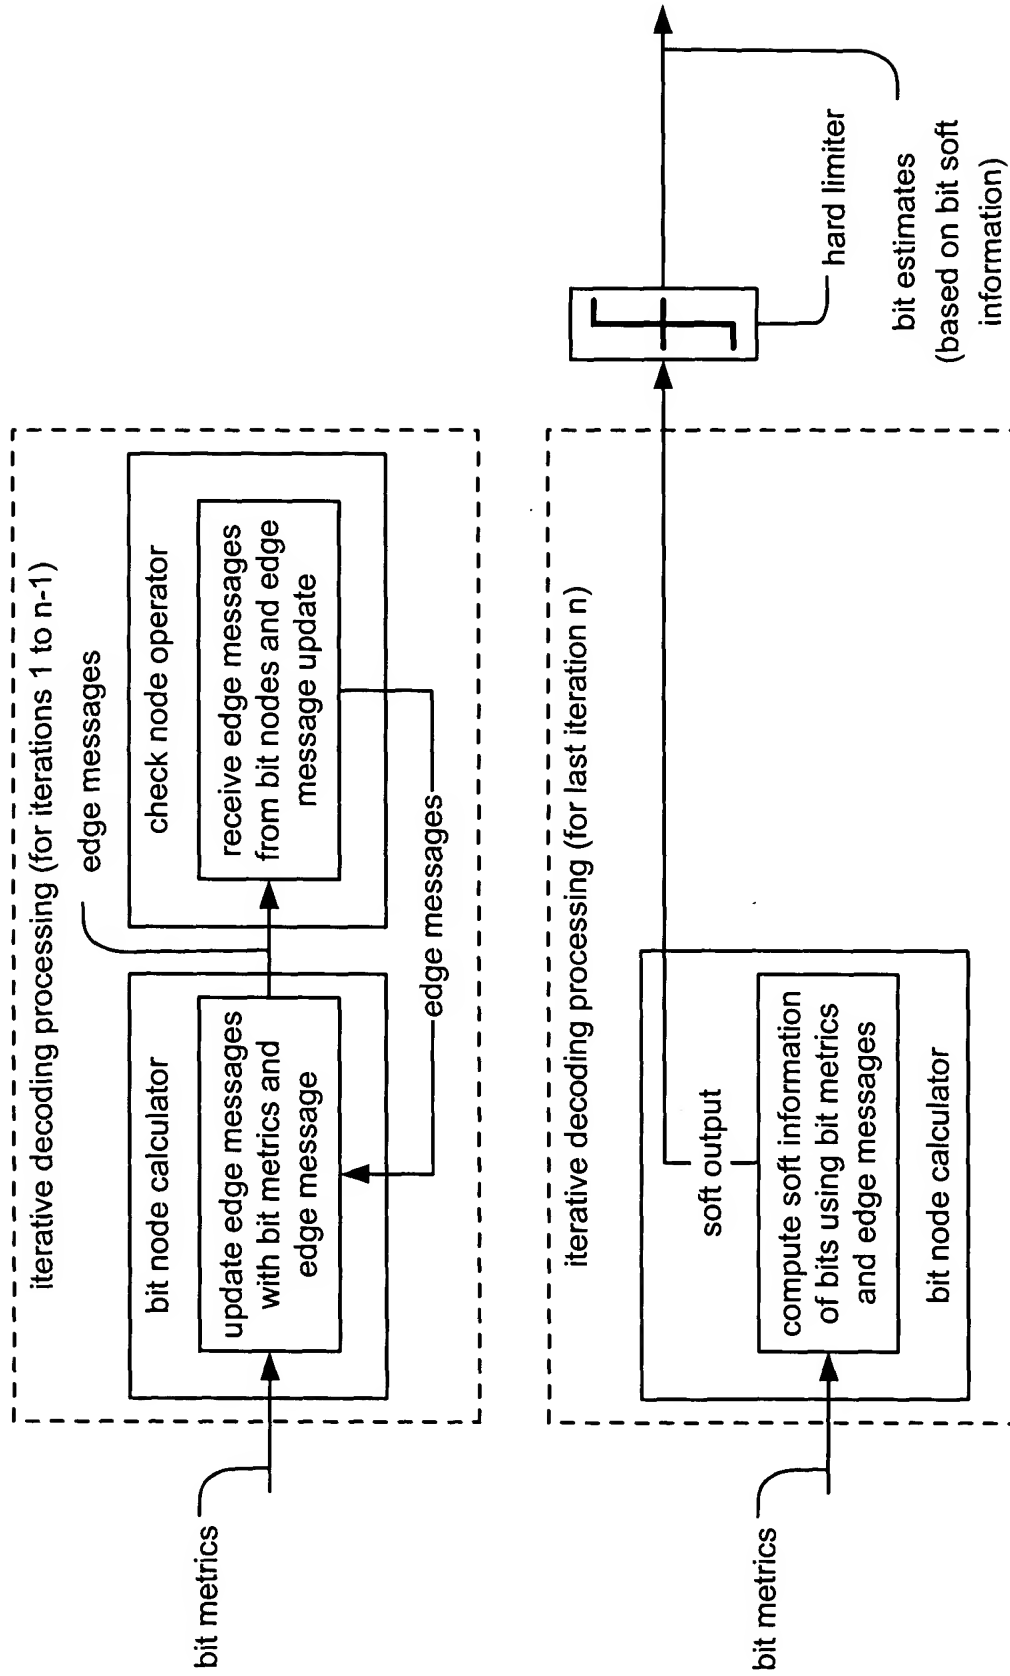 iterative decoding processing (for iterations 1 to n-1)
edge messages
bit node calculator
check node operator
bit metrics
update edge messages
with bit metrics and
edge message
receive edge messages
from bit nodes and edge
message update
edge messages
iterative decoding processing (for last iteration n)
soft output
bit metrics
compute soft information
of bits using bit metrics
and edge messages
bit node calculator
hard limiter
bit estimates
(based on bit soft
information)